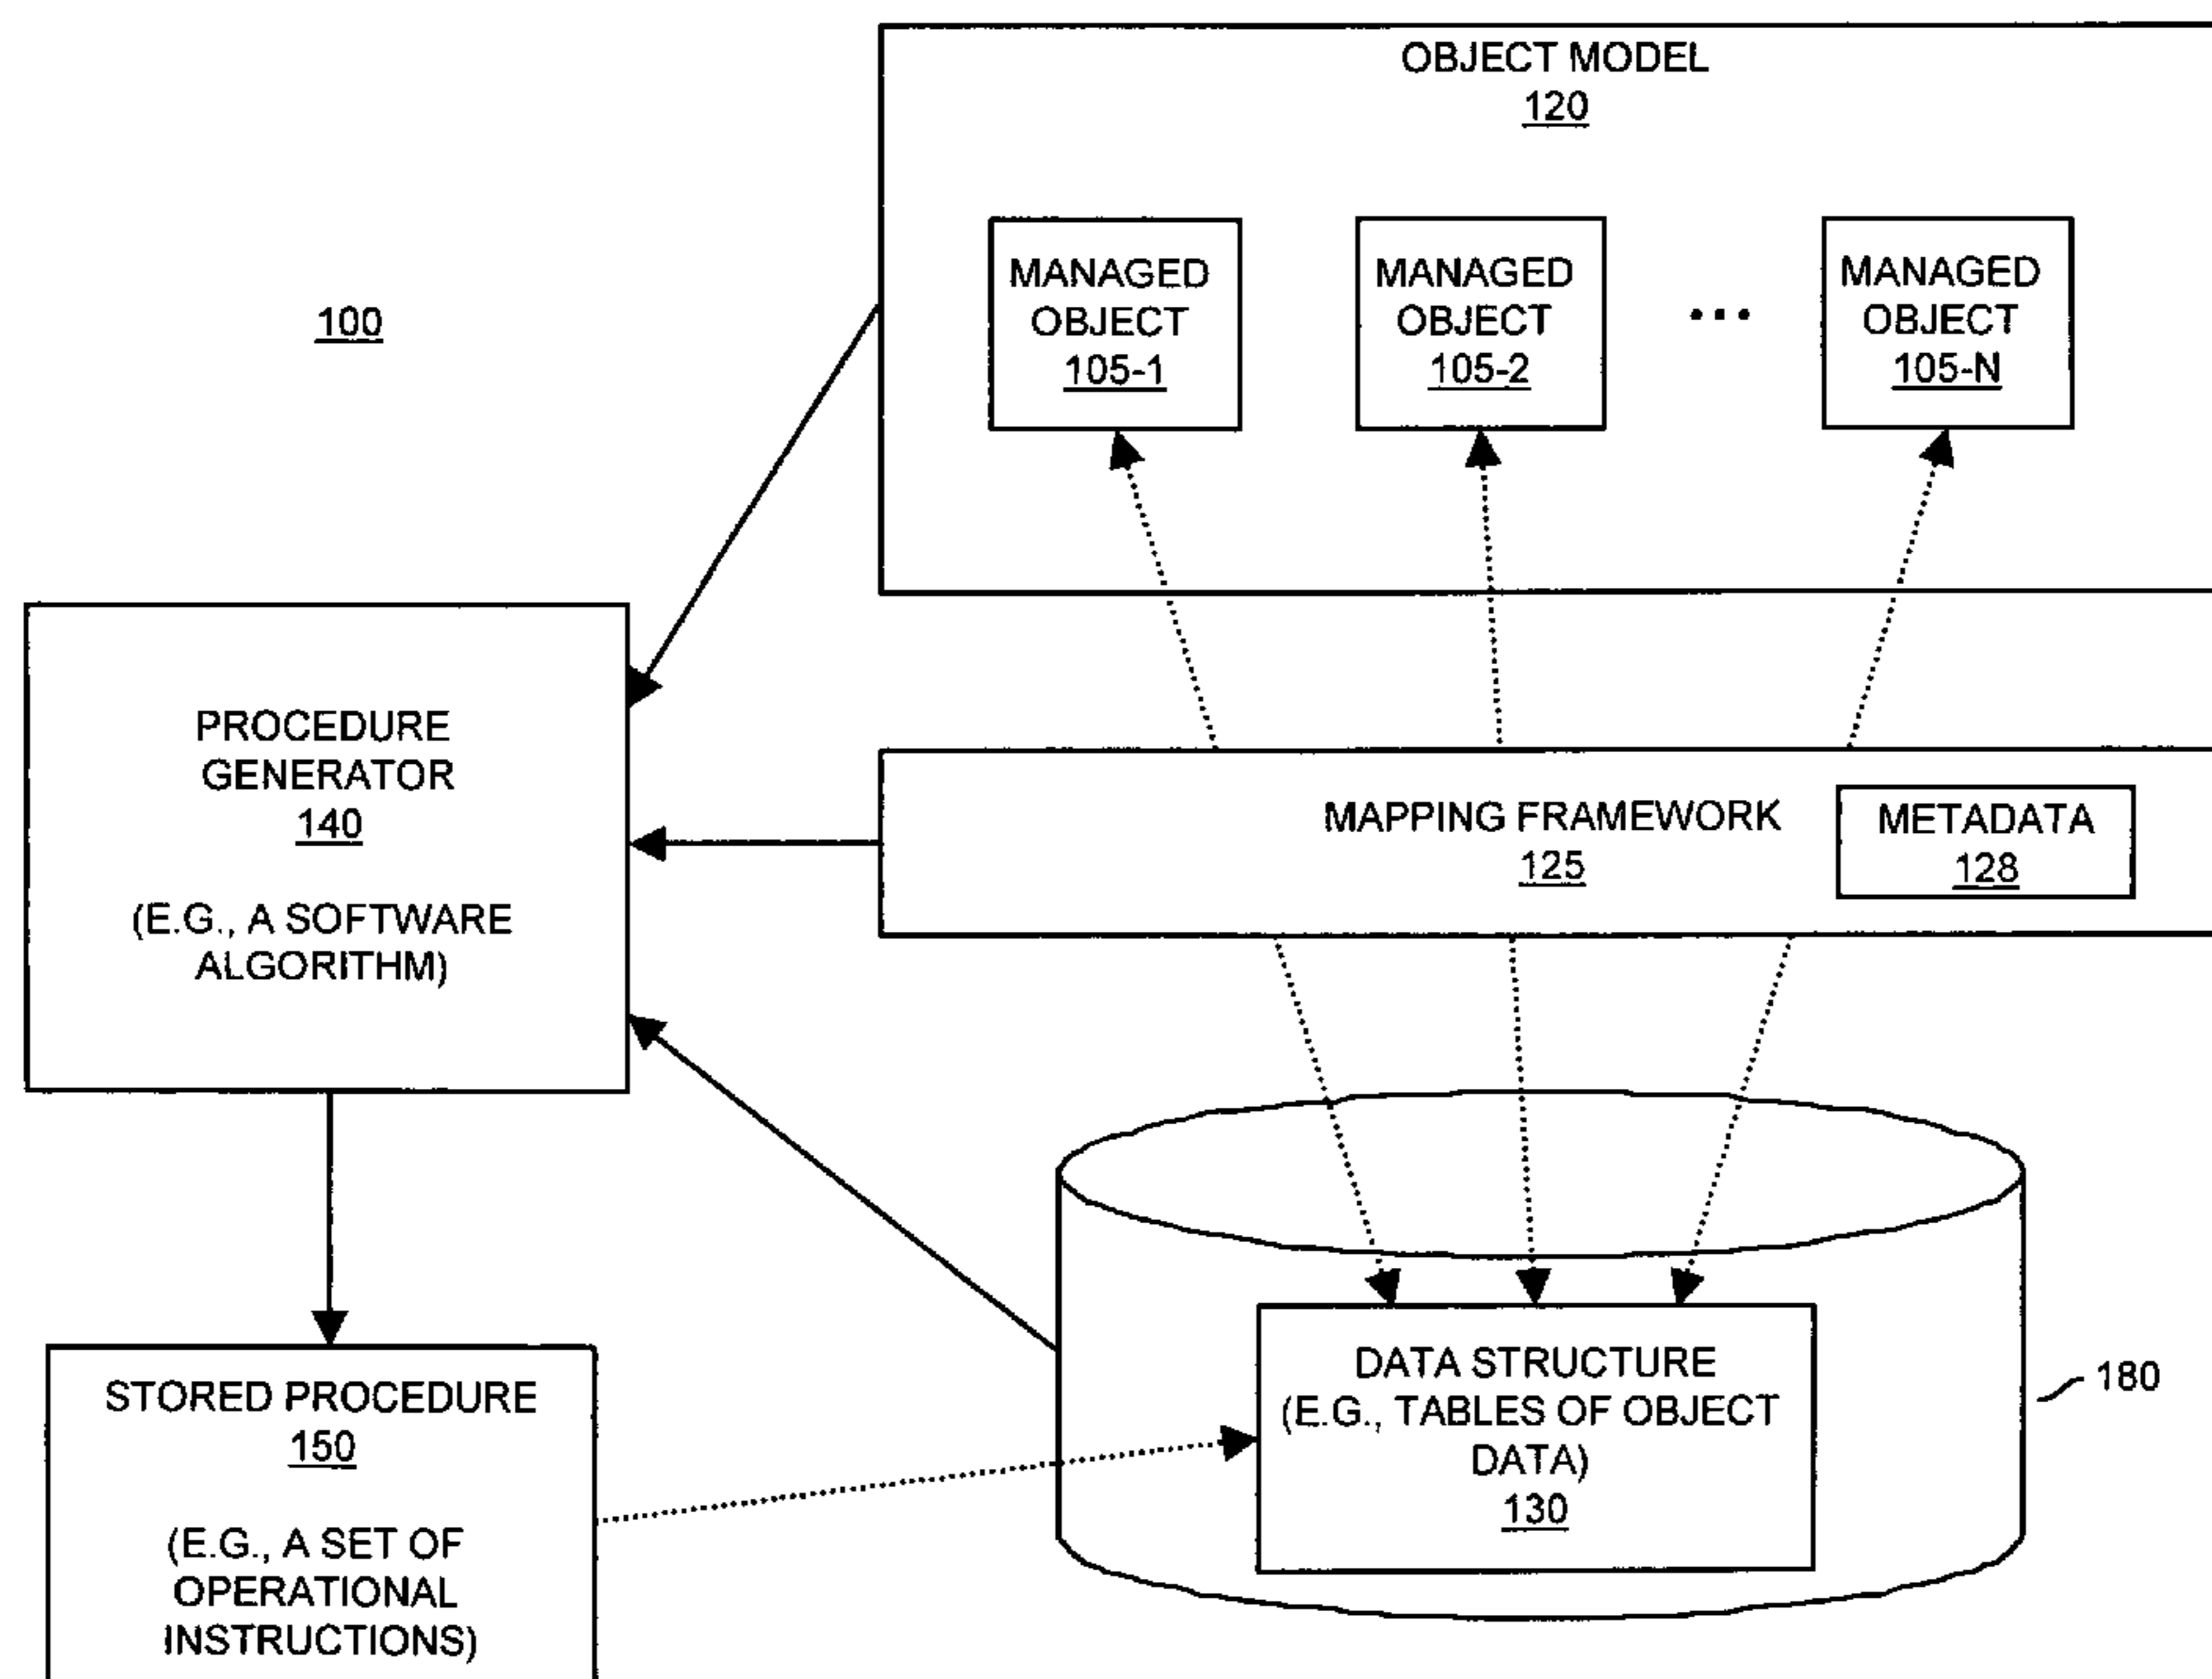 OBJECT MODEL
120
100
MANAGED
OBJECT
105-1
MANAGED
OBJECT
105-2
...
MANAGED
OBJECT
105-N
PROCEDURE
GENERATOR
140
(E.G., A SOFTWARE
ALGORITHM)
MAPPING FRAMEWORK
125
METADATA
128
STORED PROCEDURE
150
(E.G., A SET OF
OPERATIONAL
INSTRUCTIONS)
DATA STRUCTURE
(E.G., TABLES OF OBJECT
DATA)
130
180